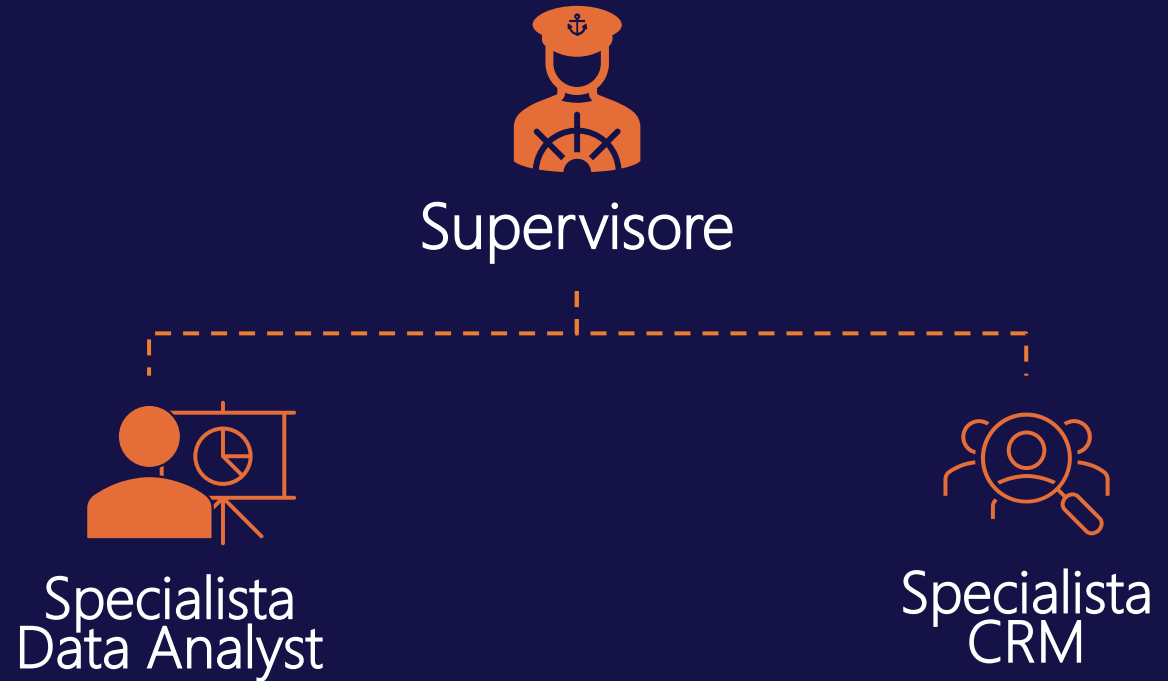 Supervisore
Specialista
Data Analyst
Specialista
CRM